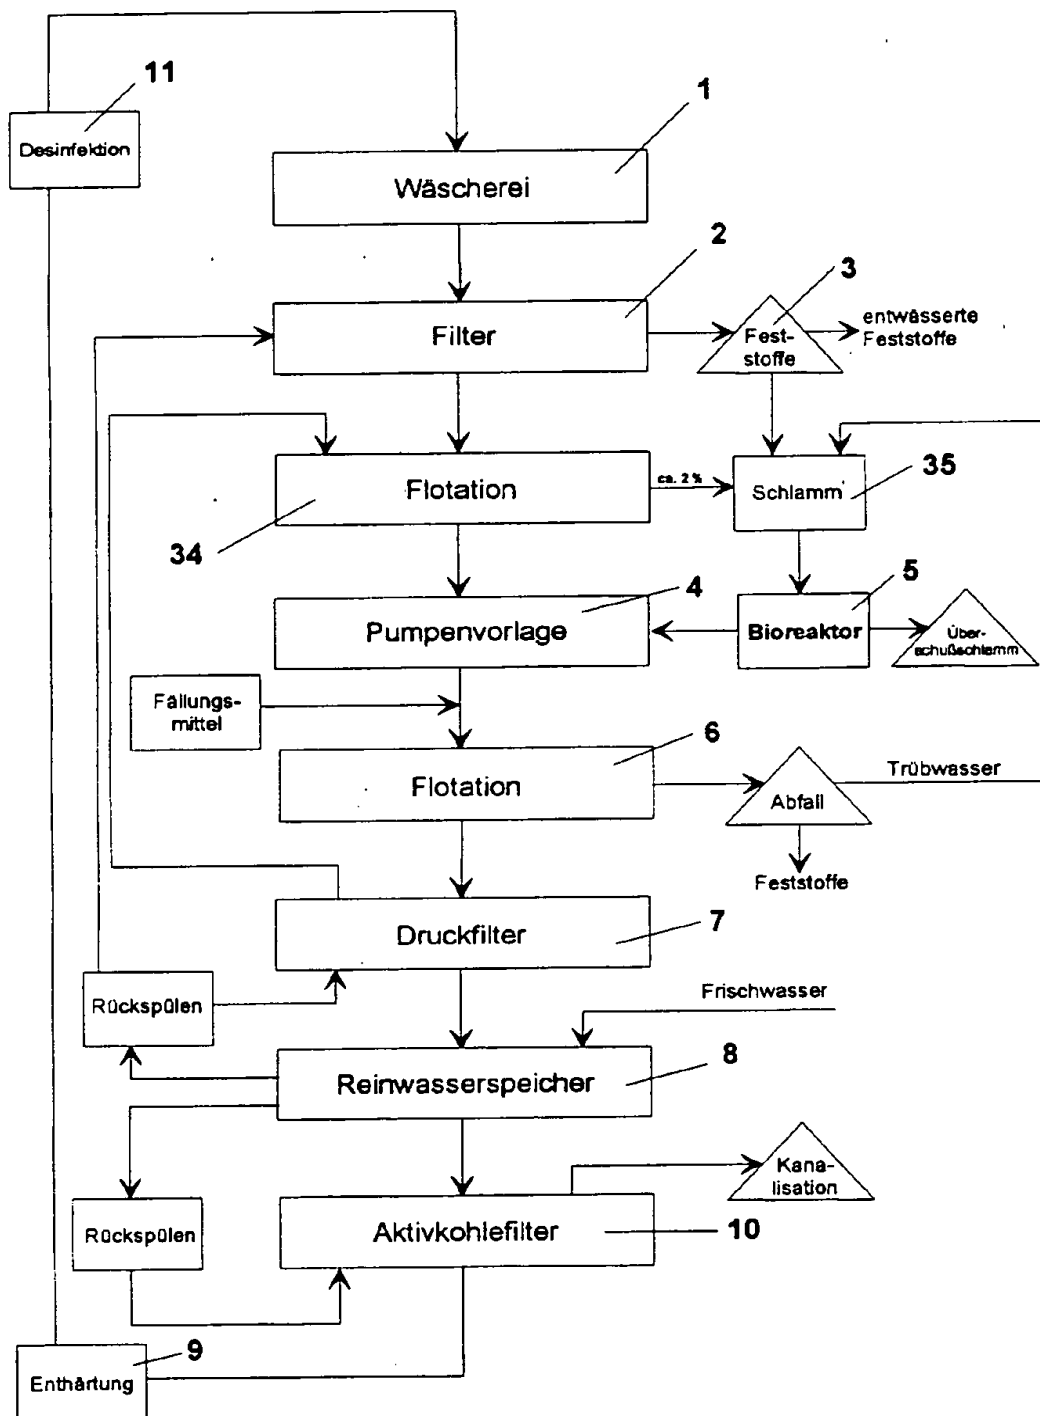 11
1
Desinfektion
Wäscherei
2
3
Filter
Fest-
stoffe
entwässerte
Feststoffe
Flotation
ca. 2 %
Schlamm
35
34
4
5
Pumpenvorlage
Bioreaktor
Über-
schußschlamm
Fällungs-
mittel
6
Flotation
Abfall
Trübwasser
Feststoffe
7
Druckfilter
Rückspülen
Frischwasser
8
Reinwasserspeicher
Kana-
lisation
Rückspülen
Aktivkohlefilter
10
9
Enthärtung